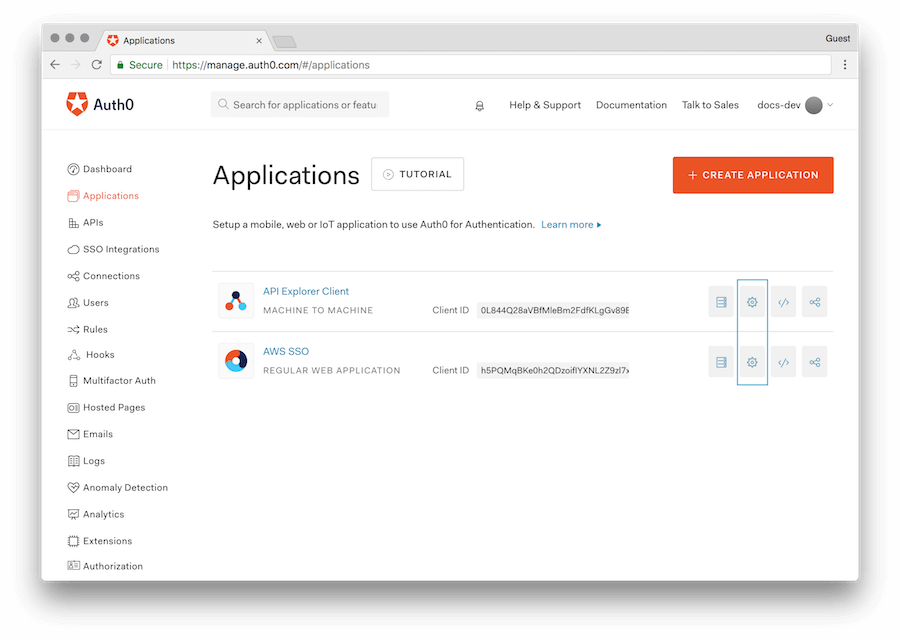 Applications
Guest
Secure https://manage.auth0.com/#/applications
Auth0
Search for applications or featu
Help & Support
Documentation
Talk to Sales
docs-dev
Dashboard
Applications
APIs
SSO Integrations
Connections
Users
Rules
Hooks
Multifactor Auth
Hosted Pages
Emails
Logs
Anomaly Detection
Analytics
Extensions
Authorization
Applications
TUTORIAL
+ CREATE APPLICATION
Setup a mobile, web or IoT application to use Auth0 for Authentication. Learn more
API Explorer Client
MACHINE TO MACHINE
Client ID
AWS SSO
REGULAR WEB APPLICATION
Client ID